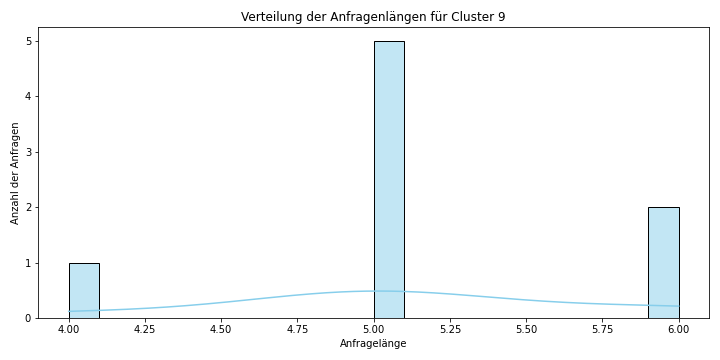 Verteilung der Anfragenlängen für Cluster 9
Anzahl der Anfragen
5
4
3
2
1
0
4.00 4.25 4.50 4.75 5.00 5.25 5.50 5.75 6.00
Anfragelänge